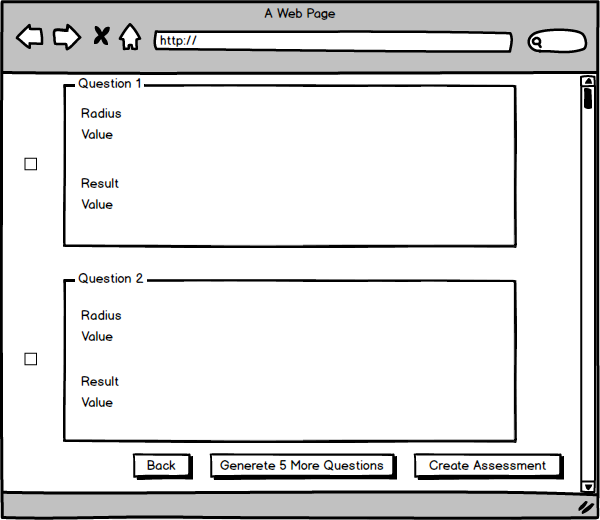 A Web Page
http://
Question 1
Radius
Value
Result
Value
Question 2
Radius
Value
Result
Value
Back
Generete 5 More Questions
Create Assessment